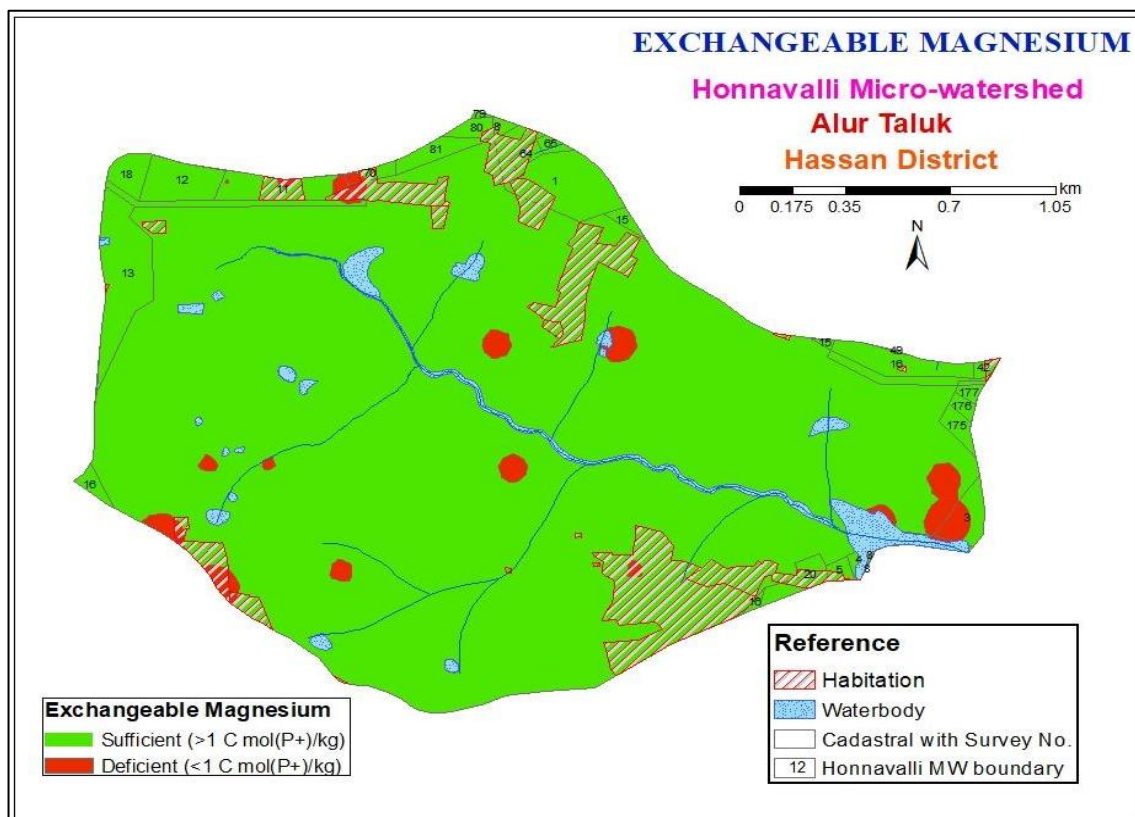 EXCHANGEABLE MAGNESIUM
Honnavalli Micro-watershed
Alur Taluk
Hassan District
km
0 0.175 0.35 0.7 1.05
N
79
80 8
81 64 65
18 12 11 70 1
15
13
15 49
16 42
177
176
175
16
3
4 9
20 5 8
16
Reference
Habitation
Waterbody
Cadastral with Survey No.
12 Honnavalli MW boundary
Exchangeable Magnesium
Sufficient (>1 C mol(P+)/kg)
Deficient (<1 C mol(P+)/kg)